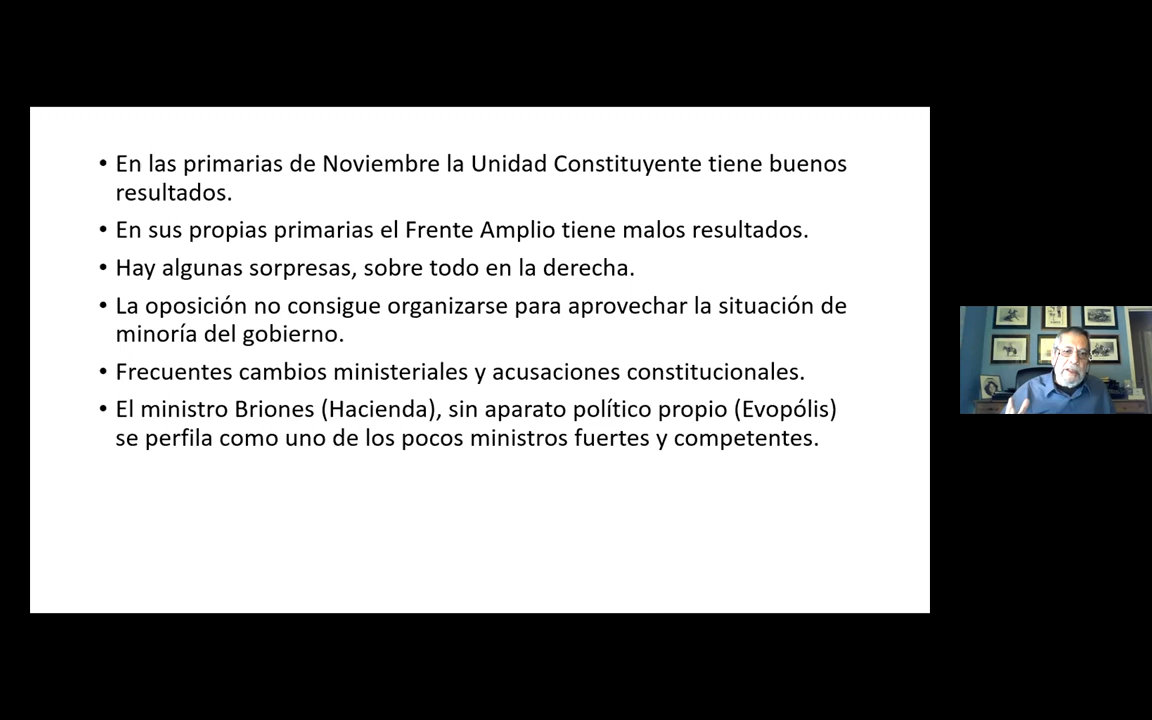 • En las primarias de Noviembre la Unidad Constituyente tiene buenos
resultados.
• En sus propias primarias el Frente Amplio tiene malos resultados.
• Hay algunas sorpresas, sobre todo en la derecha.
• La oposición no consigue organizarse para aprovechar la situación de
minoría del gobierno.
• Frecuentes cambios ministeriales y acusaciones constitucionales.
• El ministro Briones (Hacienda), sin aparato político propio (Evopólis)
se perfila como uno de los pocos ministros fuertes y competentes.